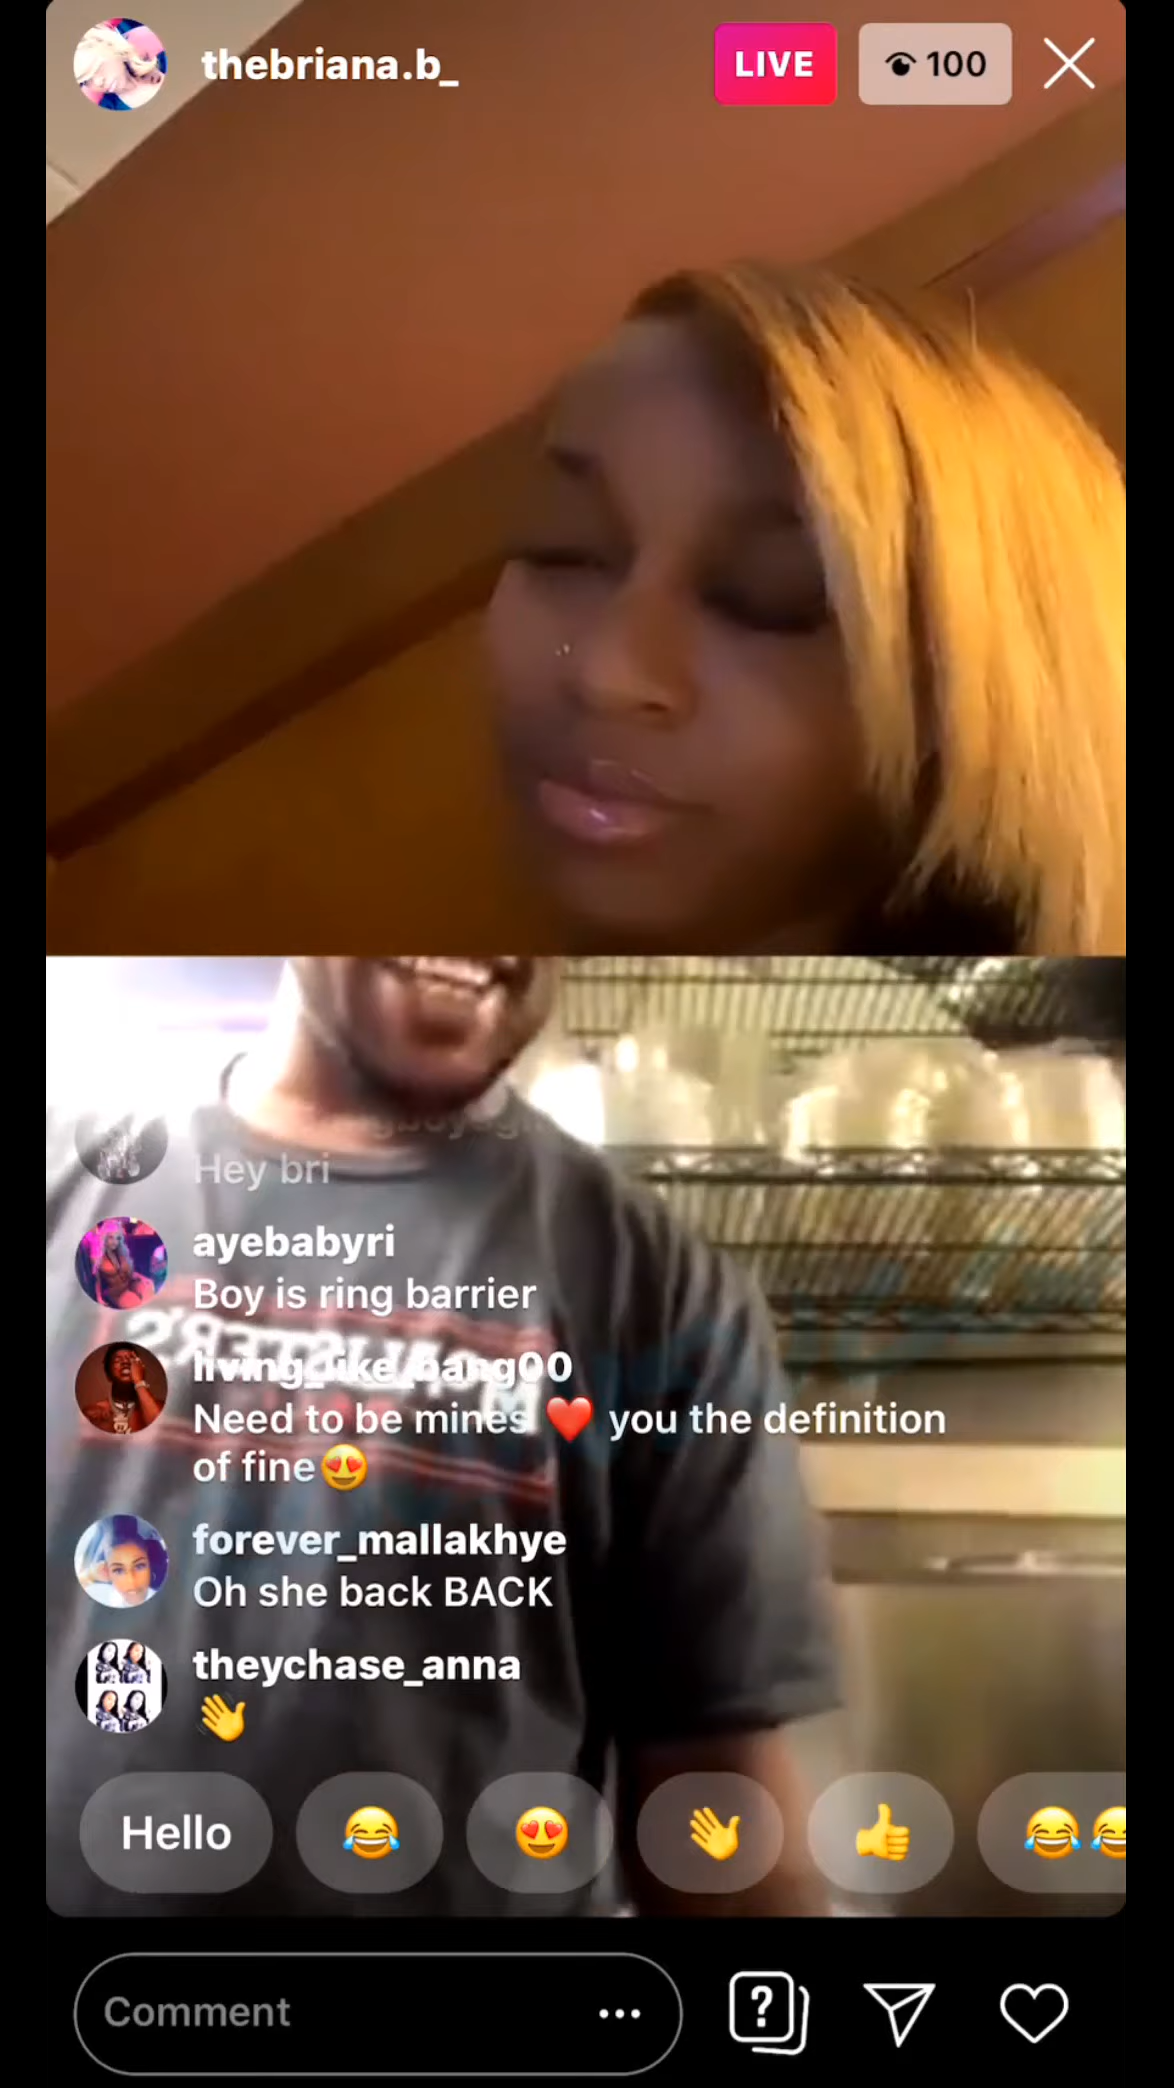 thebriana.b_
LIVE
100
Hey bri
ayebabyri
Boy is ring barrier
living_like_bang00
Need to be mines ❤️ you the definition
of fine😍
forever_mallakhye
Oh she back BACK
theychase_anna
👋
Hello 😂 😍 👋 👍 😂😂
Comment